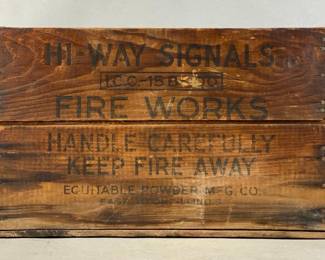 HI-WAY SIGNALS
FIRE WORKS
HANDLE CAREFULLY
KEEP FIRE AWAY
EQUITABLE POWDER MFG. CO.